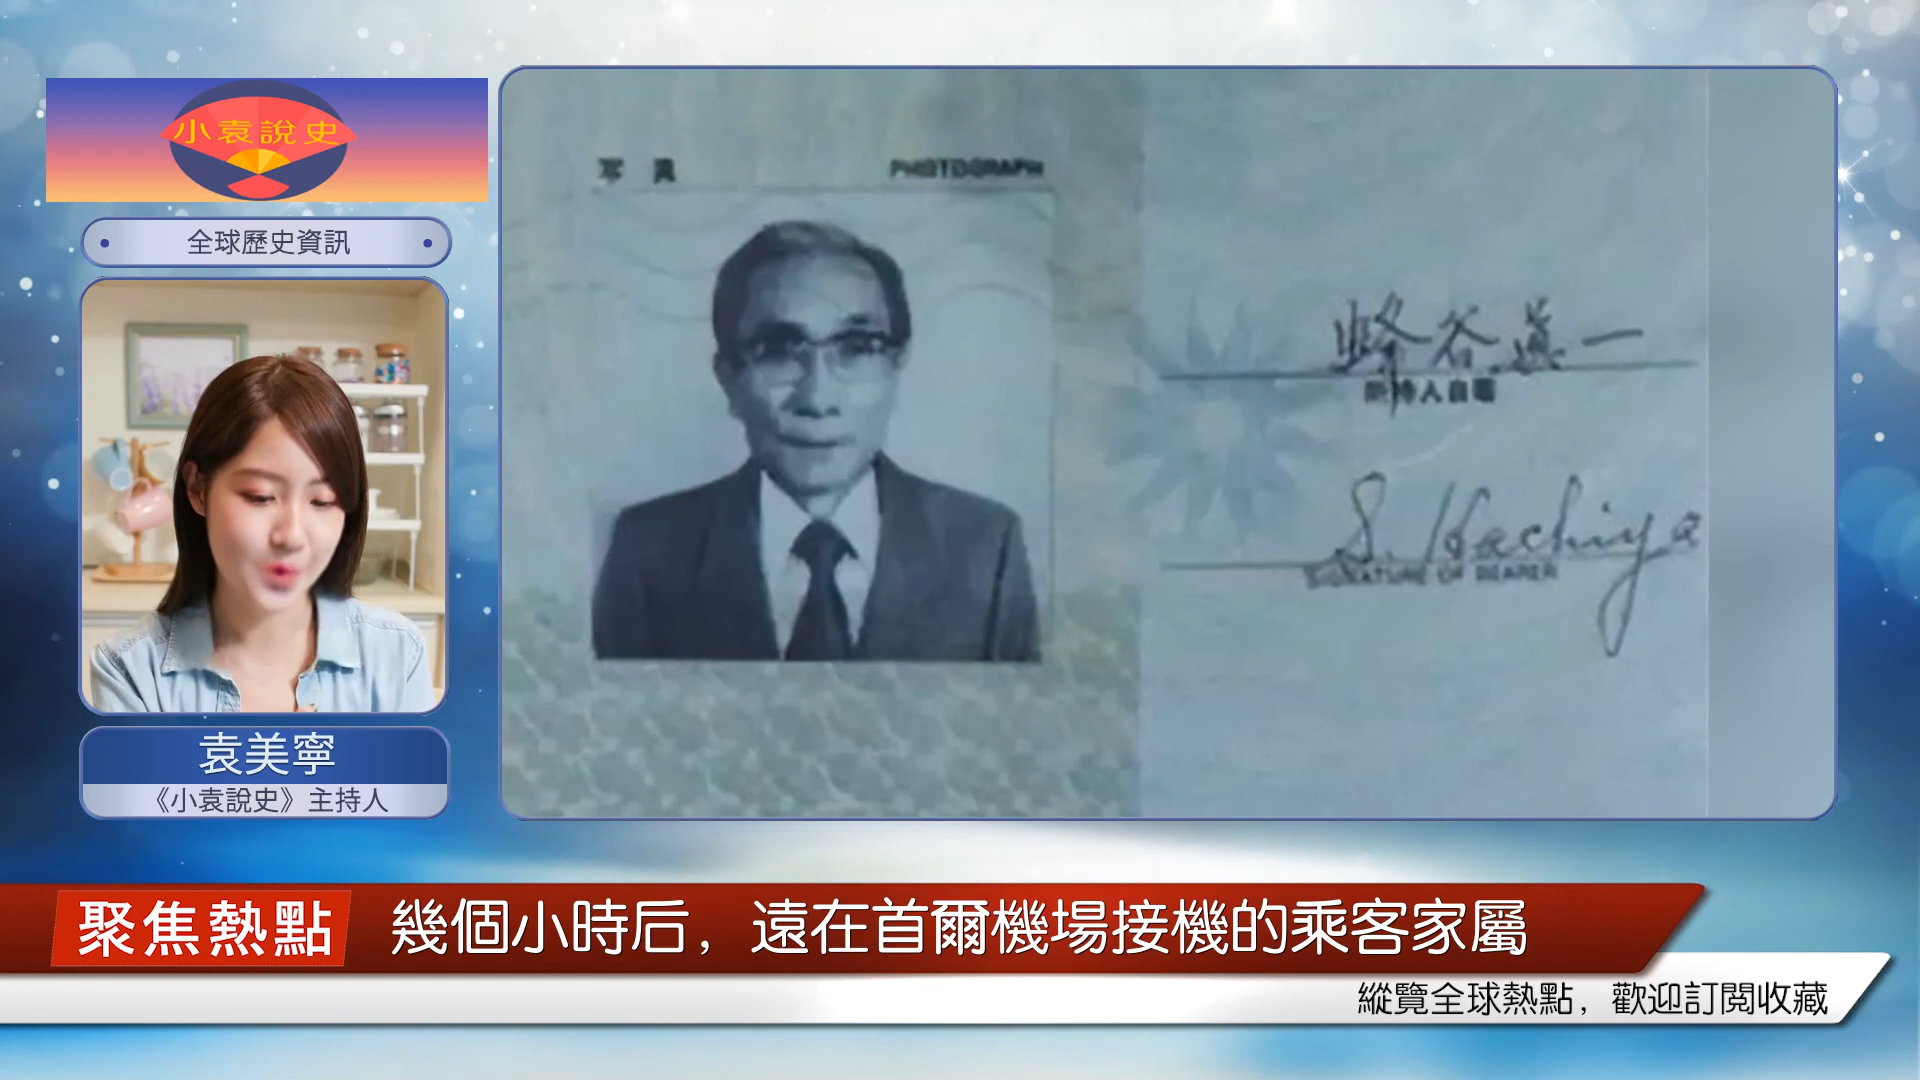 小袁說史
全球歷史資訊
袁美寧
《小袁說史》主持人
写 真 PHOTOGRAPH
蜂谷真一
所持人自署
S. Hachiya
SIGNATURE OF BEARER
聚焦熱點 幾個小時后，遠在首爾機場接機的乘客家屬
縱覽全球熱點，歡迎訂閲收藏